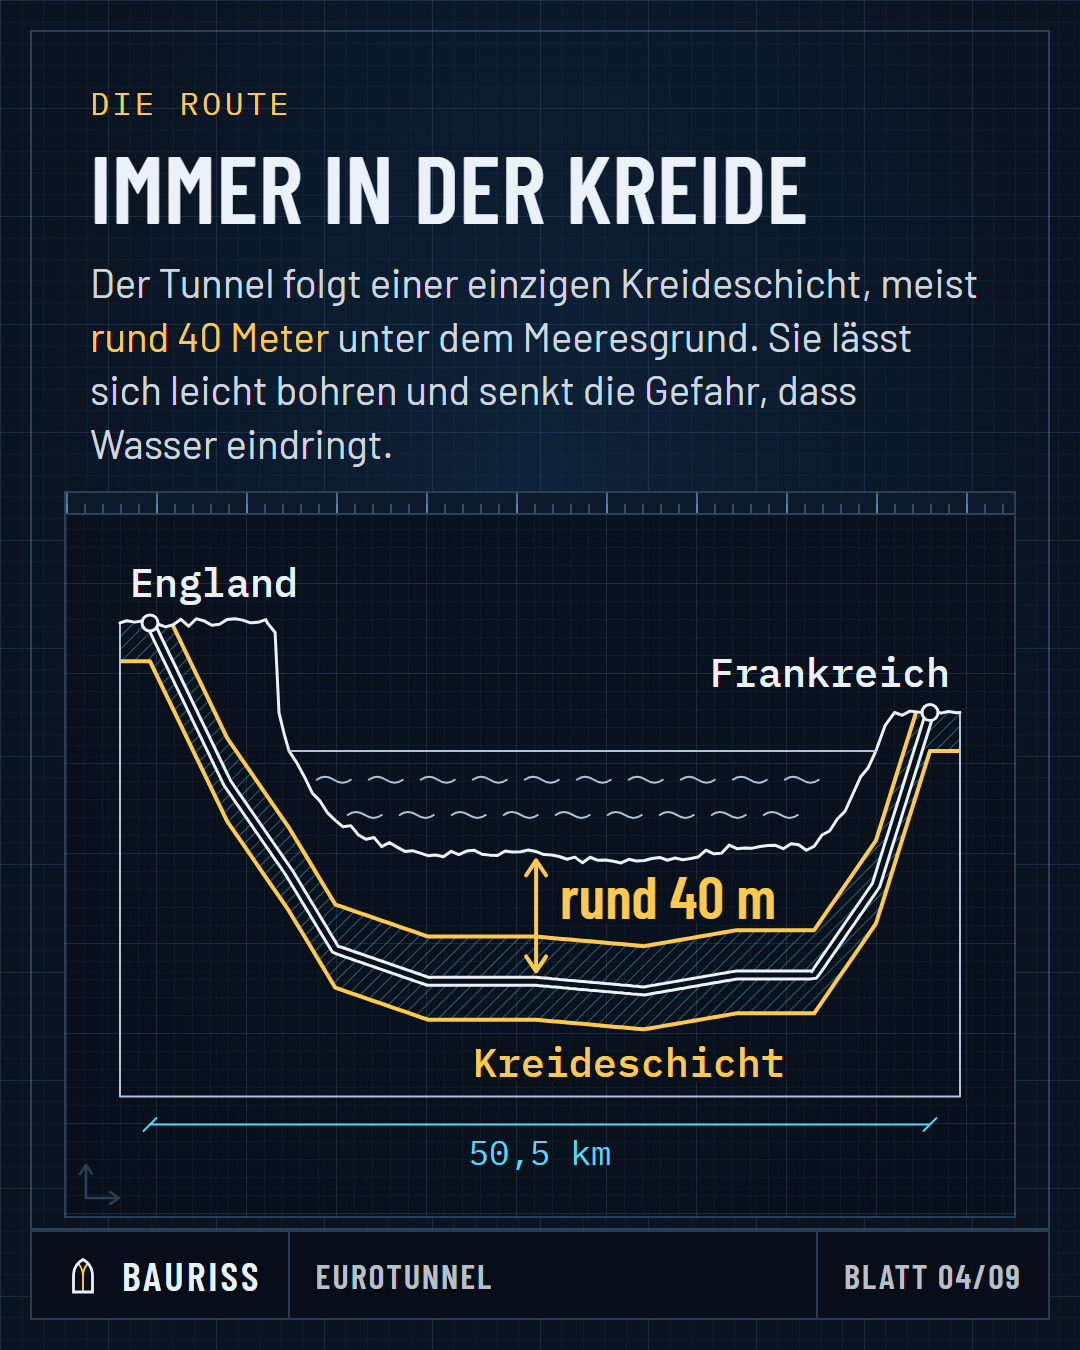 DIE ROUTE
IMMER IN DER KREIDE
Der Tunnel folgt einer einzigen Kreideschicht, meist
rund 40 Meter unter dem Meeresgrund. Sie lässt
sich leicht bohren und senkt die Gefahr, dass
Wasser eindringt.
England
Frankreich
rund 40 m
Kreideschicht
50,5 km
BAURISS
EUROTUNNEL
BLATT 04/09